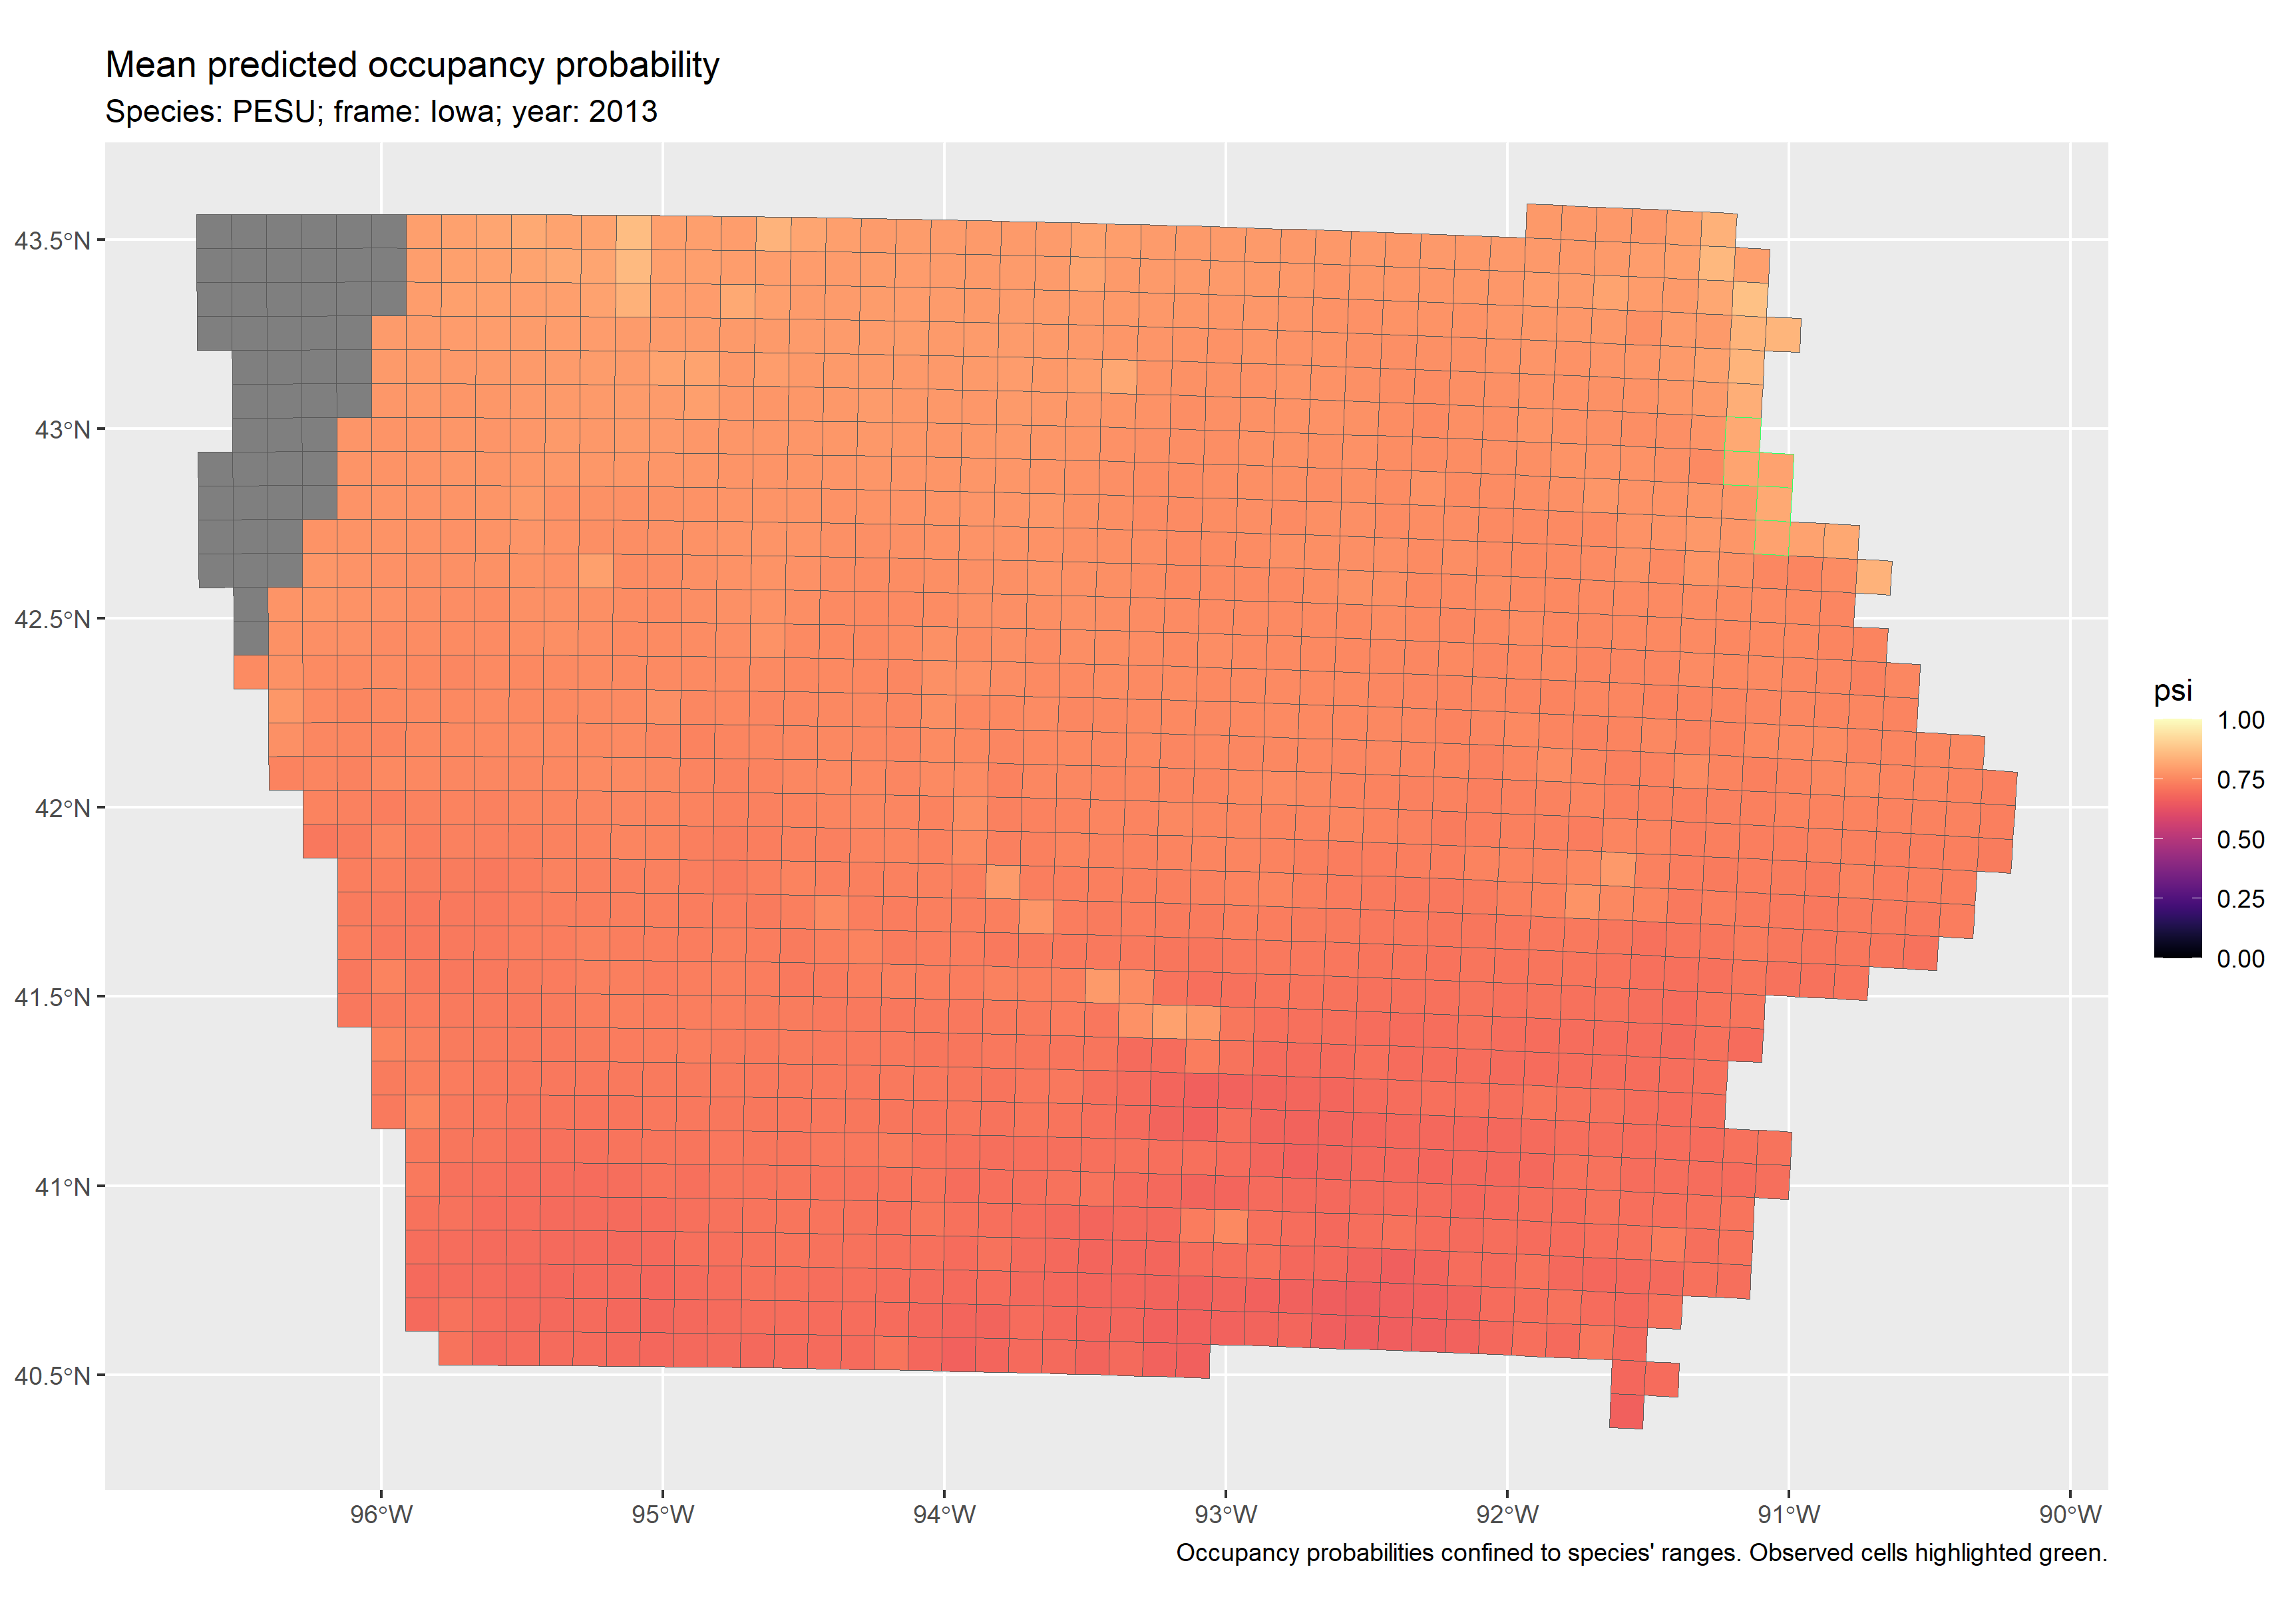 Mean predicted occupancy probability
Species: PESU; frame: Iowa; year: 2013
43.5°N
43°N
42.5°N
42°N
41.5°N
41°N
40.5°N
96°W
95°W
94°W
93°W
92°W
91°W
90°W
psi
1.00
0.75
0.50
0.25
0.00
Occupancy probabilities confined to species' ranges. Observed cells highlighted green.